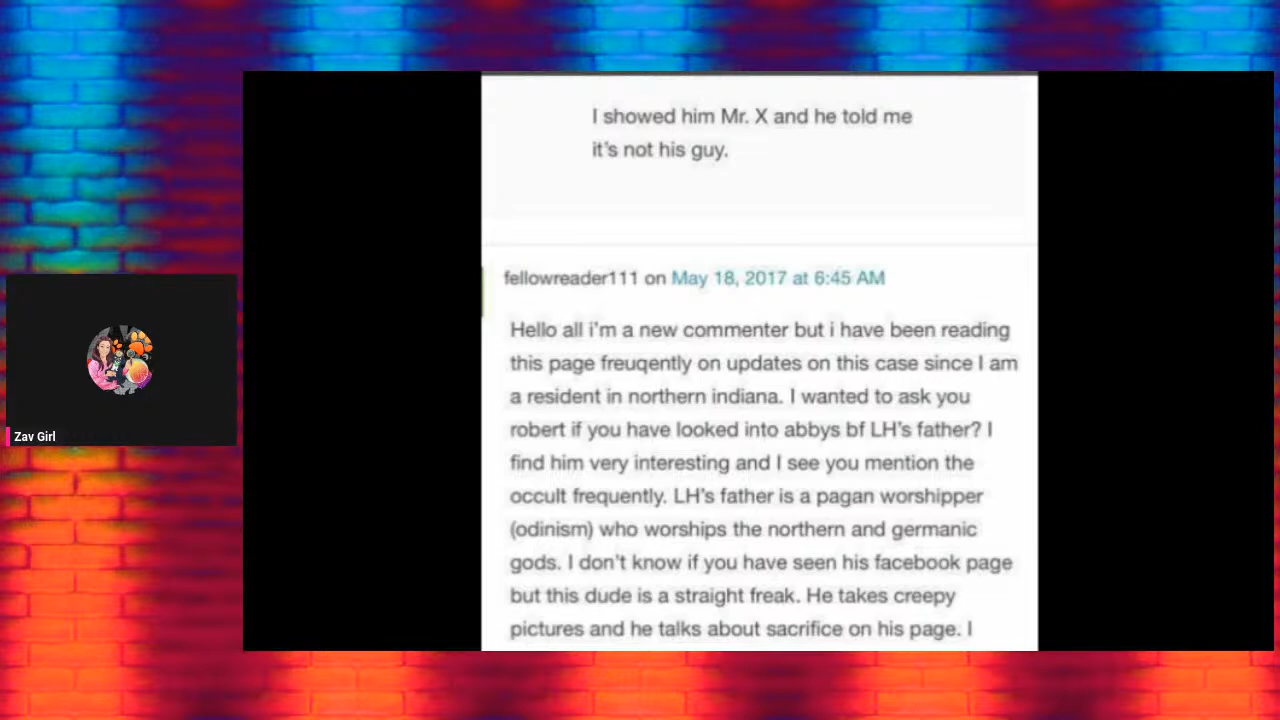 I showed him Mr. X and he told me
it's not his guy.
fellowreader111 on May 18, 2017 at 6:45 AM
Hello all i'm a new commenter but i have been reading
this page freuqently on updates on this case since I am
a resident in northern indiana. I wanted to ask you
robert if you have looked into abbys bf LH's father? I
find him very interesting and I see you mention the
occult frequently. LH's father is a pagan worshipper
(odinism) who worships the northern and germanic
gods. I don't know if you have seen his facebook page
but this dude is a straight freak. He takes creepy
pictures and he talks about sacrifice on his page. I
Zav Girl